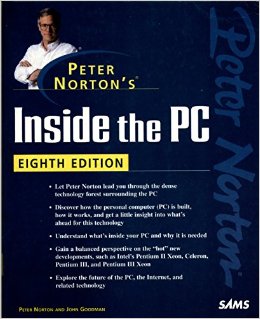 PETER
NORTON'S®
Inside the PC
EIGHTH EDITION
Peter Norton
• Let Peter Norton lead you through the dense
technology forest surrounding the PC
• Discover how the personal computer (PC) is built,
how it works, and get a little insight into what's
ahead for this technology
• Understand what's inside your PC and why it is needed
• Gain a balanced perspective on the "hot" new
developments, such as Intel's Pentium II Xeon, Celeron,
Pentium III, and Pentium III Xeon
• Explore the future of the PC, the Internet, and
related technology
PETER NORTON AND JOHN GOODMAN
SAMS